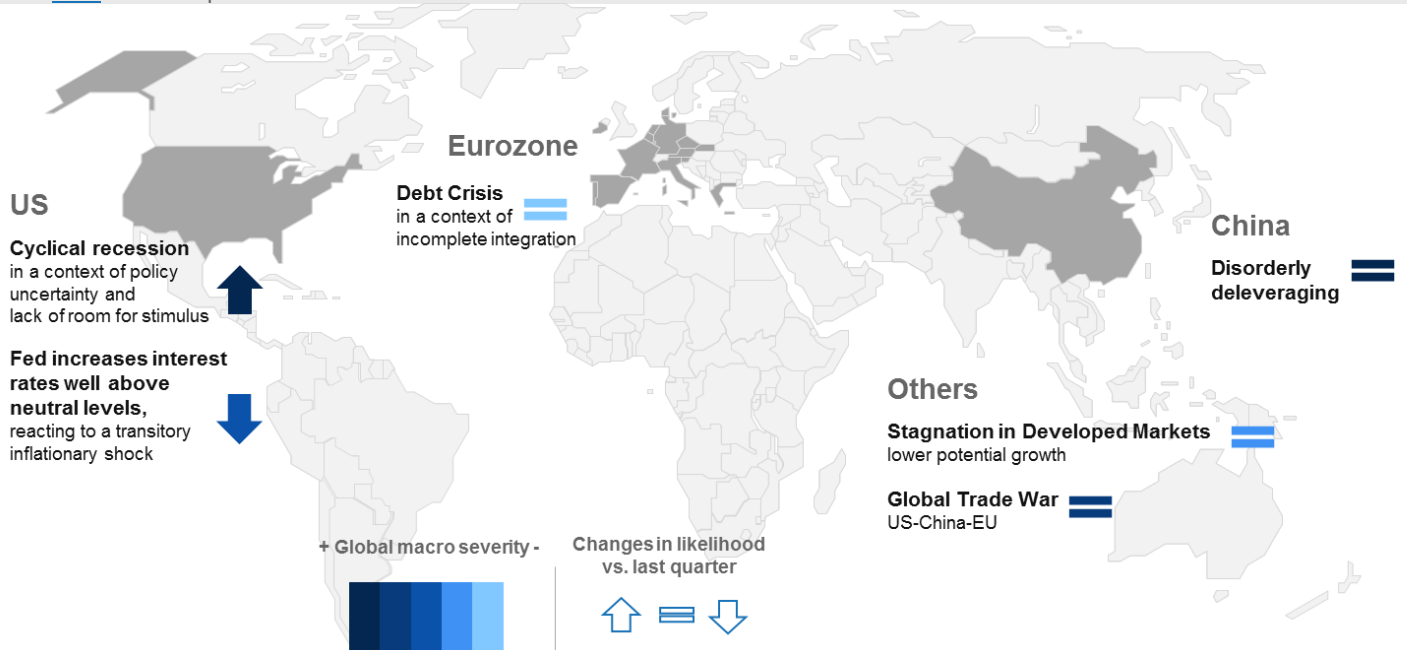 Eurozone
Debt Crisis
in a context of
incomplete integration
US
Cyclical recession
in a context of policy
uncertainty and
lack of room for stimulus
Fed increases interest
rates well above
neutral levels,
reacting to a transitory
inflationary shock
China
Disorderly
deleveraging
Others
Stagnation in Developed Markets
lower potential growth
Global Trade War
US-China-EU
+ Global macro severity -
Changes in likelihood
vs. last quarter